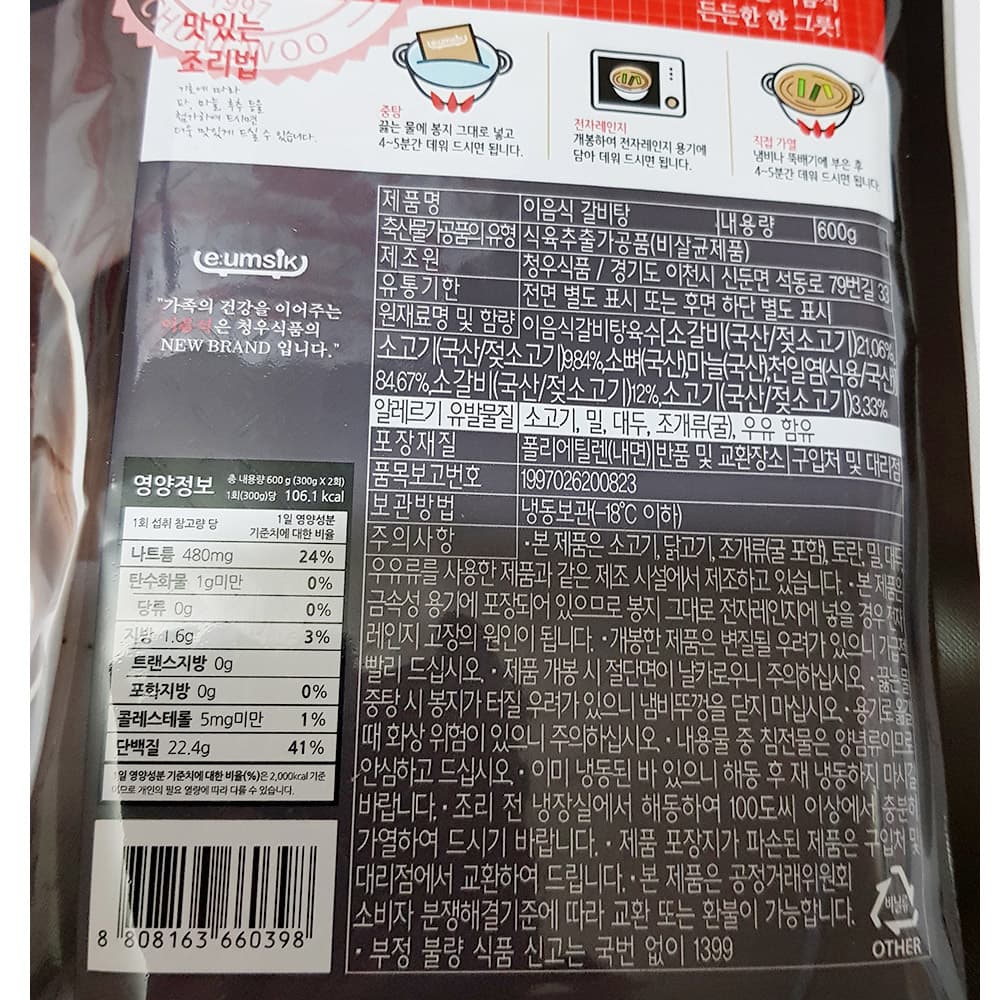 1997
맛있는
조리법
기호에 따라
파, 마늘, 후추 등을
첨가하여 드시면
더욱 맛있게 드실 수 있습니다.
든든한 한 그릇!
중탕
끓는 물에 봉지 그대로 넣고
4~5분간 데워 드시면 됩니다.
전자레인지
개봉하여 전자레인지 용기에
담아 데워 드시면 됩니다.
직접 가열
냄비나 뚝배기에 부은 후
4~5분간 데워 드시면 됩니다.
e:umsik
"가족의 건강을 이어주는
은 청우식품의
NEW BRAND 입니다."
제품명 이음식 갈비탕 내용량 600g
축산물가공품의 유형 식육추출가공품(비살균제품)
제조원 청우식품 / 경기도 이천시 신둔면 석동로 79번길 33
유통기한 전면 별도 표시 또는 후면 하단 별도 표시
원재료명 및 함량 이음식갈비탕육수[소갈비(국산/젖소고기)21.06%,
소고기(국산/젖소고기)9.84%,소뼈(국산),마늘(국산),천일염(식용/국산)
84.67%,소갈비(국산/젖소고기)12%,소고기(국산/젖소고기)3.33%
알레르기 유발물질 소고기, 밀, 대두, 조개류(굴), 우유 함유
포장재질 폴리에틸렌(내면) 반품 및 교환장소 구입처 및 대리점
품목보고번호 1997026200823
보관방법 냉동보관(-18℃ 이하)
주의사항 ·본 제품은 소고기, 닭고기, 조개류(굴 포함), 토란, 밀, 대두,
우유류를 사용한 제품과 같은 제조 시설에서 제조하고 있습니다. ·본 제품은
금속성 용기에 포장되어 있으므로 봉지 그대로 전자레인지에 넣을 경우 전자
레인지 고장의 원인이 됩니다. ·개봉한 제품은 변질될 우려가 있으니 가급적
빨리 드십시오. ·제품 개봉 시 절단면이 날카로우니 주의하십시오. ·끓는 물
중탕 시 봉지가 터질 우려가 있으니 냄비뚜껑을 닫지 마십시오. ·용기로 옮길
때 화상 위험이 있으니 주의하십시오. ·내용물 중 침전물은 양념류이므로
안심하고 드십시오. ·이미 냉동된 바 있으니 해동 후 재 냉동하지 마시길
바랍니다. ·조리 전 냉장실에서 해동하여 100도씨 이상에서 충분히
가열하여 드시기 바랍니다. ·제품 포장지가 파손된 제품은 구입처 및
대리점에서 교환하여 드립니다. ·본 제품은 공정거래위원회
소비자 분쟁해결기준에 따라 교환 또는 환불이 가능합니다.
·부정 불량 식품 신고는 국번 없이 1399
비닐류
OTHER
영양정보 총 내용량 600 g (300g X 2회)
1회(300g)당 106.1 kcal
1회 섭취 참고량 당 1일 영양성분
기준치에 대한 비율
나트륨 480mg 24%
탄수화물 1g미만 0%
당류 0g 0%
지방 1.6g 3%
트랜스지방 0g
포화지방 0g 0%
콜레스테롤 5mg미만 1%
단백질 22.4g 41%
1일 영양성분 기준치에 대한 비율(%)은 2,000kcal 기준
이므로 개인의 필요 열량에 따라 다를 수 있습니다.
8 808163 660398